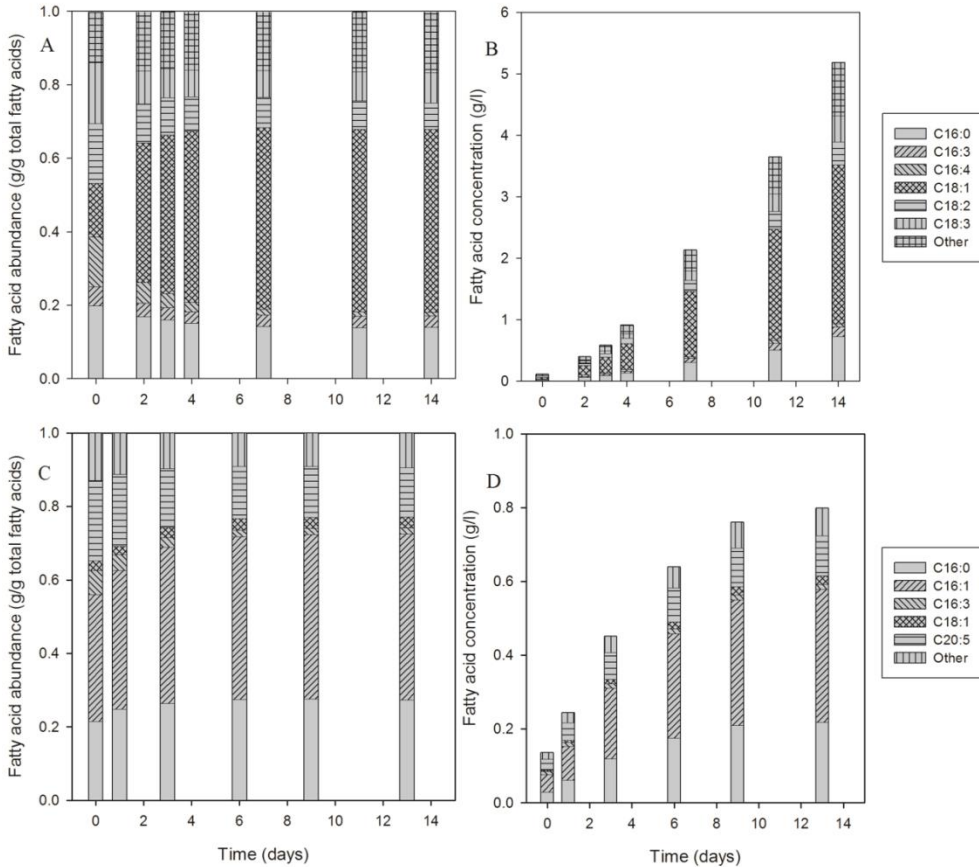 A
Fatty acid abundance (g/g total fatty acids)
1.0
0.8
0.6
0.4
0.2
0.0
0 2 4 6 8 10 12 14
B
Fatty acid concentration (g/l)
6
5
4
3
2
1
0
0 2 4 6 8 10 12 14
C16:0
C16:3
C16:4
C18:1
C18:2
C18:3
Other
C
Fatty acid abundance (g/g total fatty acids)
1.0
0.8
0.6
0.4
0.2
0.0
0 2 4 6 8 10 12 14
Time (days)
D
Fatty acid concentration (g/l)
1.0
0.8
0.6
0.4
0.2
0.0
0 2 4 6 8 10 12 14
Time (days)
C16:0
C16:1
C16:3
C18:1
C20:5
Other